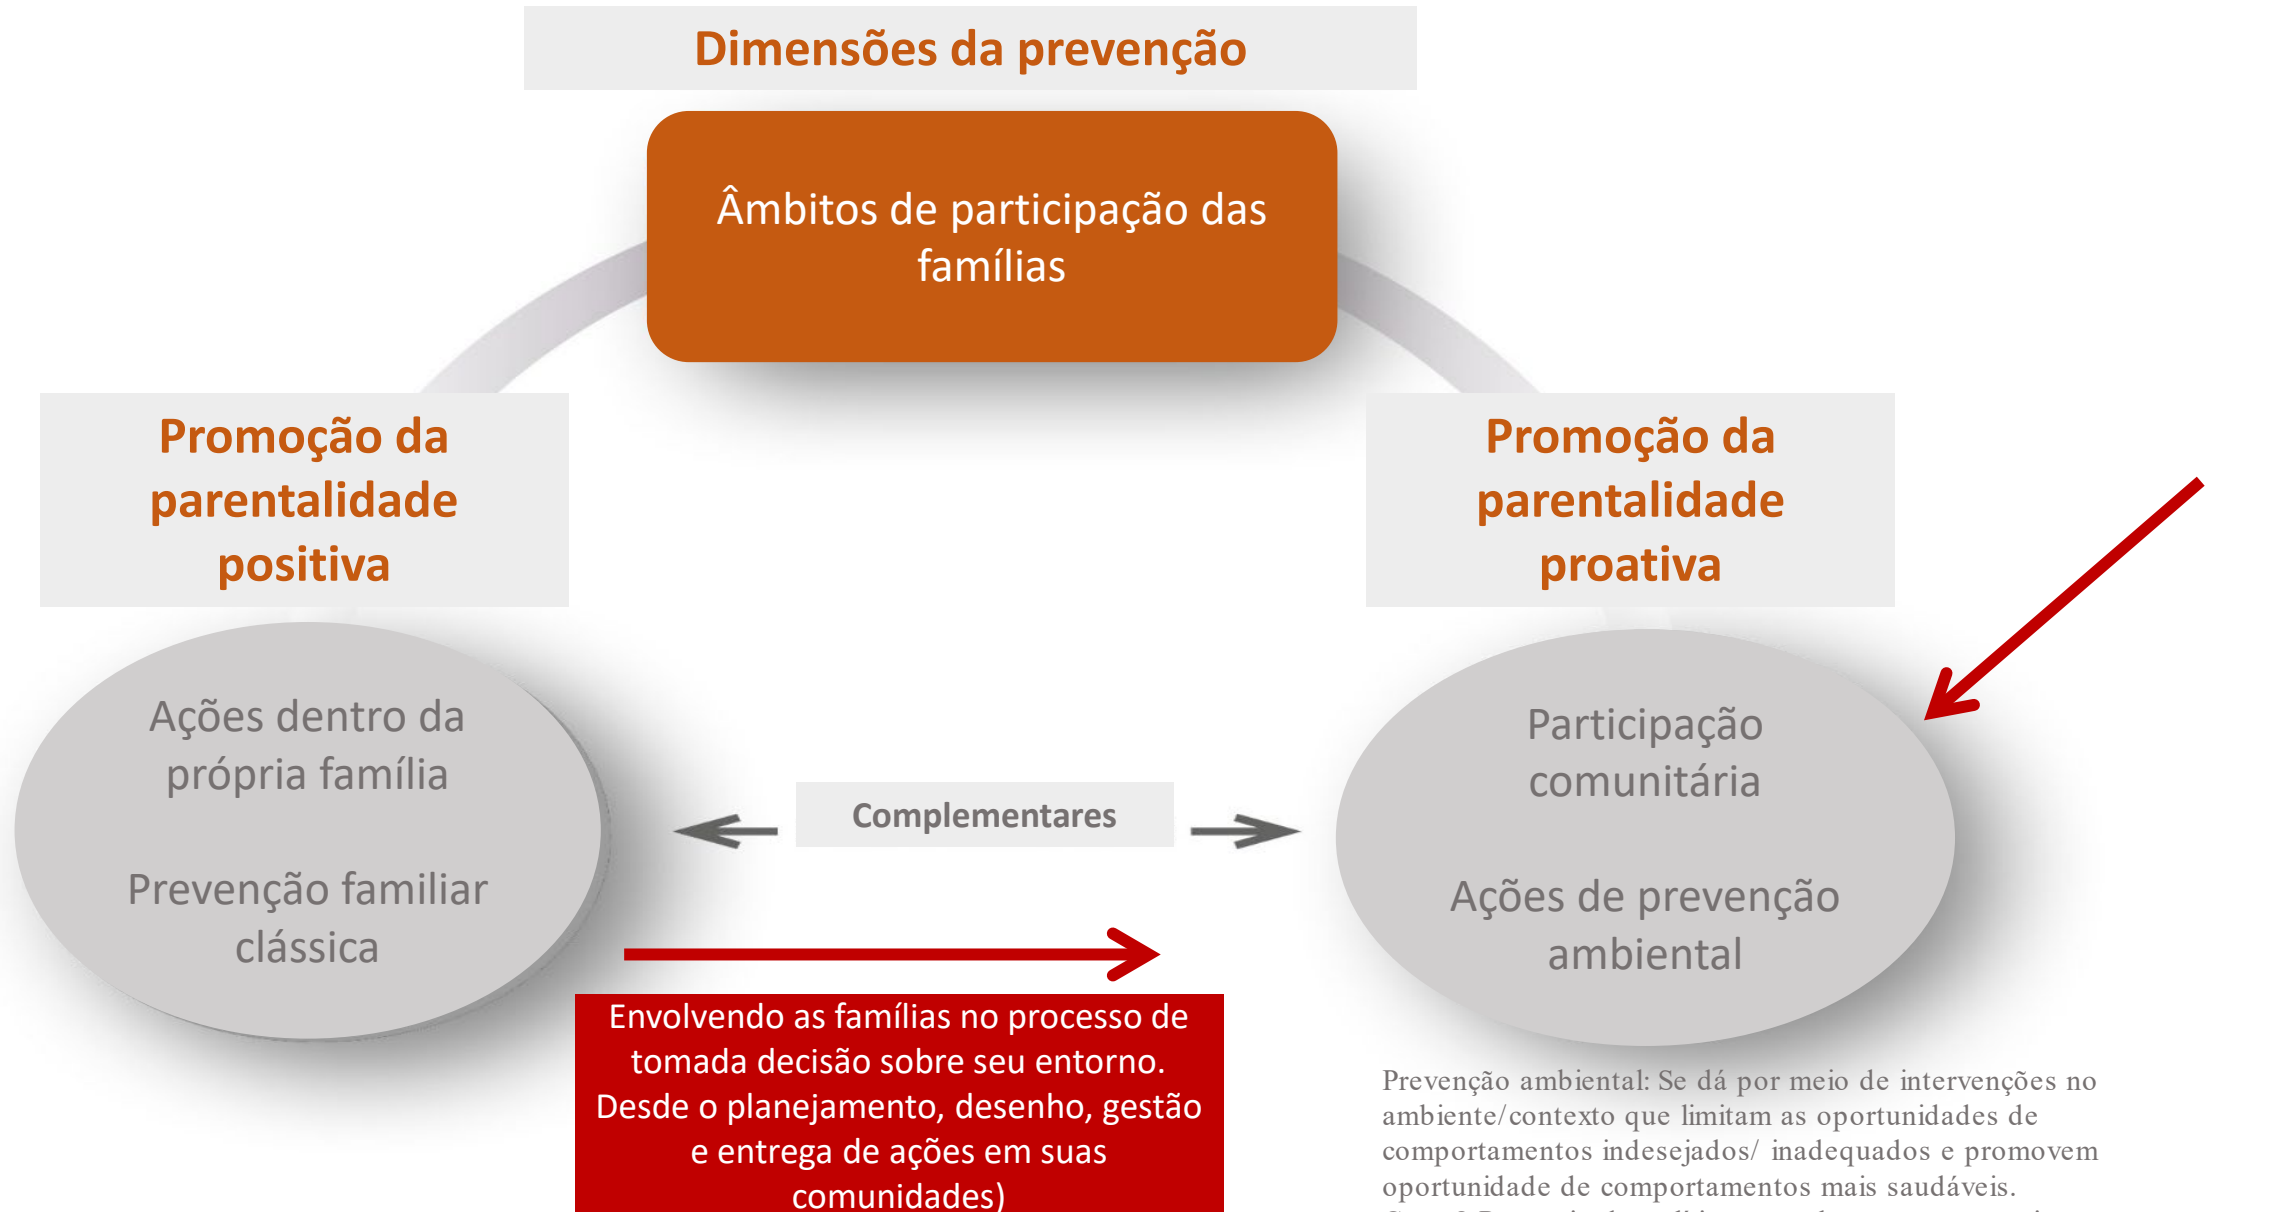 Dimensões da prevenção
Âmbitos de participação das
famílias
Promoção da
parentalidade
positiva
Promoção da
parentalidade
proativa
Ações dentro da
própria família
Prevenção familiar
clássica
Complementares
Participação
comunitária
Ações de prevenção
ambiental
Envolvendo as famílias no processo de
tomada decisão sobre seu entorno.
Desde o planejamento, desenho, gestão
e entrega de ações em suas
comunidades)
Prevenção ambiental: Se dá por meio de intervenções no
ambiente/contexto que limitam as oportunidades de
comportamentos indesejados/ inadequados e promovem
oportunidade de comportamentos mais saudáveis.